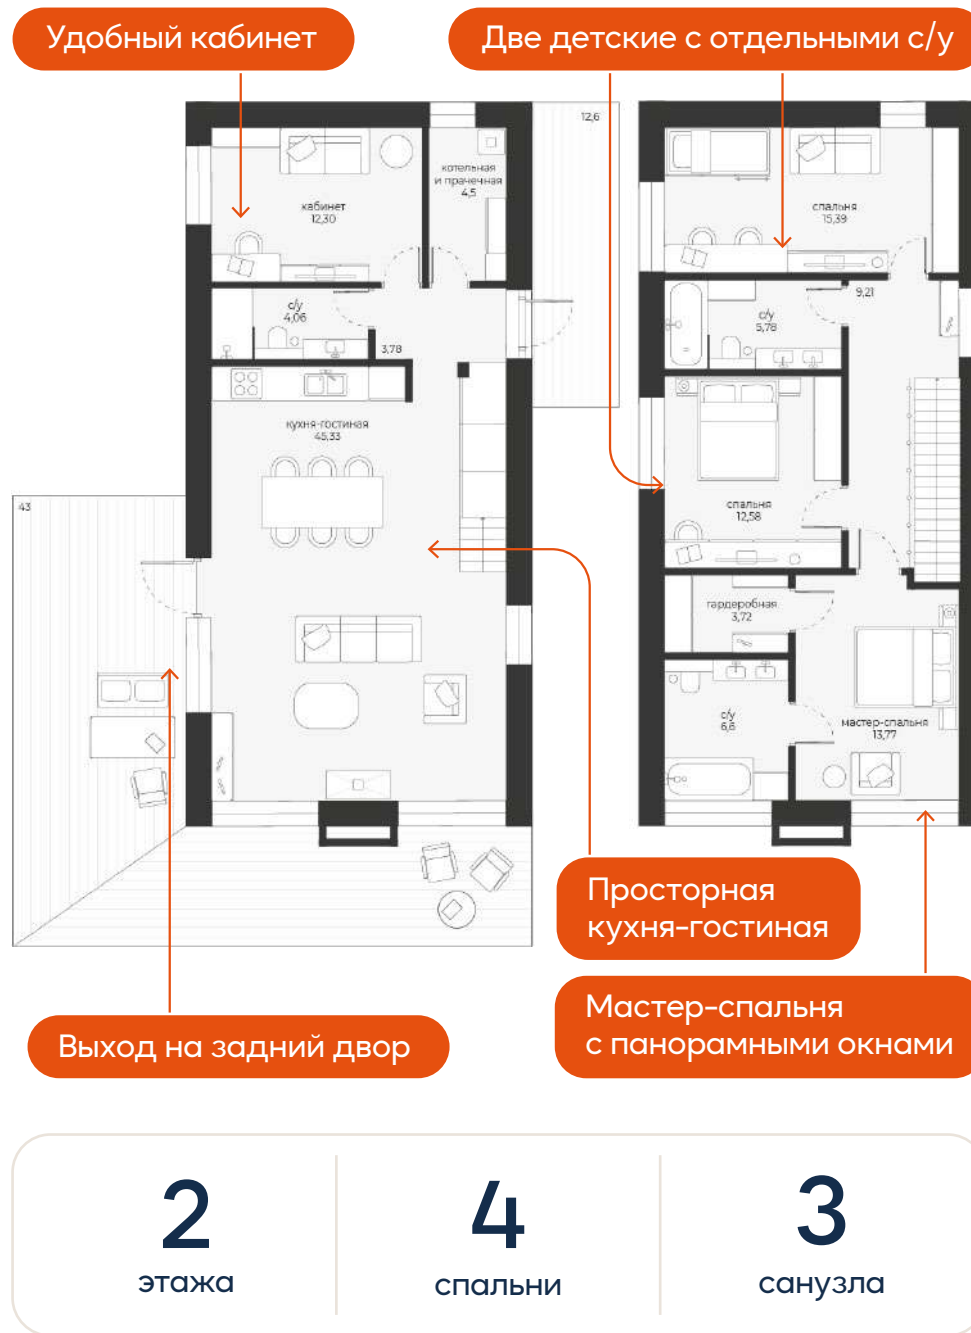 Удобный кабинет
Две детские с отдельными с/у
12,6
котельная
и прачечная
4,5
кабинет
12,30
с/у
4,06
3,78
кухня-гостиная
45,33
43
спальня
15,39
9,21
с/у
5,78
спальня
12,58
гардеробная
3,72
с/у
6,6
мастер-спальня
13,77
Просторная
кухня-гостиная
Мастер-спальня
с панорамными окнами
Выход на задний двор
2
этажа
4
спальни
3
санузла